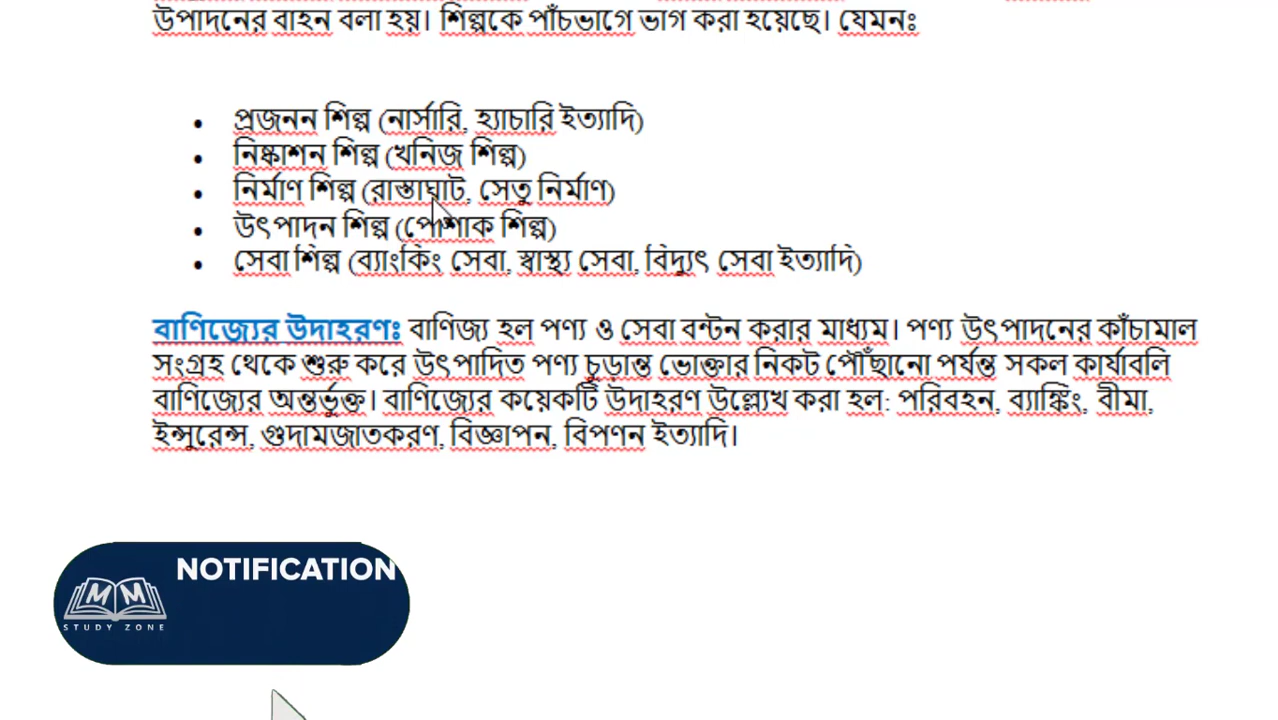 উপাদনের বাহন বলা হয়। শিল্পকে পাঁচভাগে ভাগ করা হয়েছে। যেমনঃ
• প্রজনন শিল্প (নার্সারি, হ্যাচারি ইত্যাদি)
• নিষ্কাশন শিল্প (খনিজ শিল্প)
• নির্মাণ শিল্প (রাস্তাঘাট, সেতু নির্মাণ)
• উৎপাদন শিল্প (পোশাক শিল্প)
• সেবা শিল্প (ব্যাংকিং সেবা, স্বাস্থ্য সেবা, বিদ্যুৎ সেবা ইত্যাদি)
বাণিজ্যের উদাহরণঃ বাণিজ্য হল পণ্য ও সেবা বন্টন করার মাধ্যম। পণ্য উৎপাদনের কাঁচামাল
সংগ্রহ থেকে শুরু করে উৎপাদিত পণ্য চুড়ান্ত ভোক্তার নিকট পৌঁছানো পর্যন্ত সকল কার্যাবলি
বাণিজ্যের অন্তর্ভুক্ত। বাণিজ্যের কয়েকটি উদাহরণ উল্ল্যেখ করা হল: পরিবহন, ব্যাঙ্কিং, বীমা,
ইন্সুরেন্স, গুদামজাতকরণ, বিজ্ঞাপন, বিপণন ইত্যাদি।
NOTIFICATION
MM
STUDY ZONE